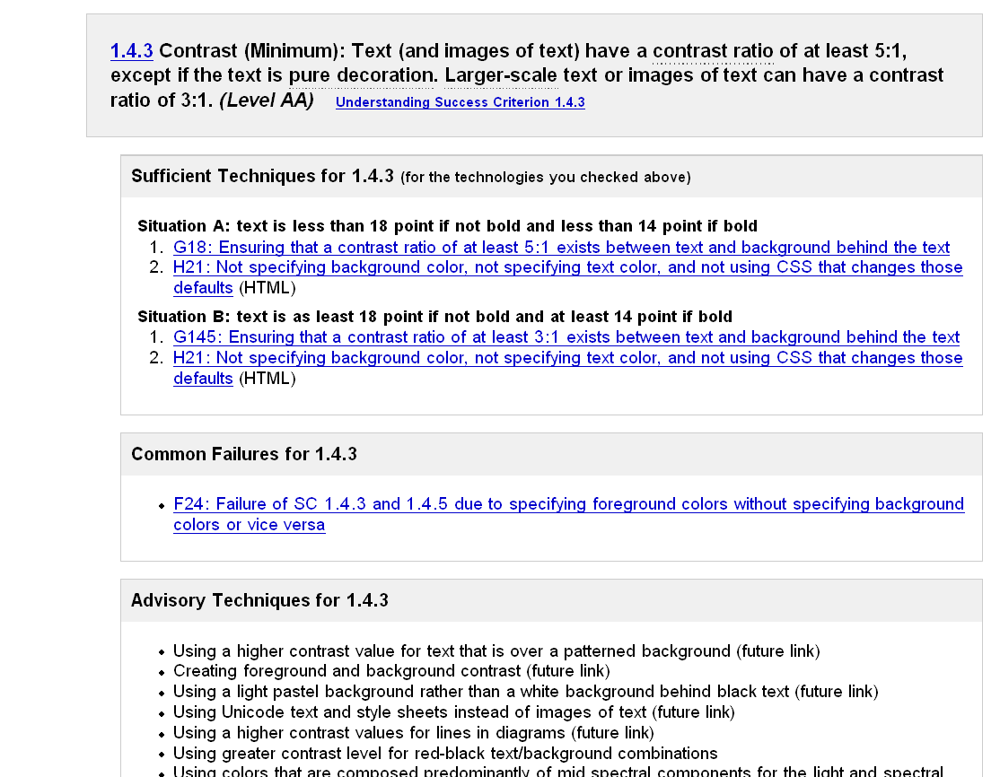 1.4.3 Contrast (Minimum): Text (and images of text) have a contrast ratio of at least 5:1,
except if the text is pure decoration. Larger-scale text or images of text can have a contrast
ratio of 3:1. (Level AA) Understanding Success Criterion 1.4.3
Sufficient Techniques for 1.4.3 (for the technologies you checked above)
Situation A: text is less than 18 point if not bold and less than 14 point if bold
1. G18: Ensuring that a contrast ratio of at least 5:1 exists between text and background behind the text
2. H21: Not specifying background color, not specifying text color, and not using CSS that changes those
defaults (HTML)
Situation B: text is as least 18 point if not bold and at least 14 point if bold
1. G145: Ensuring that a contrast ratio of at least 3:1 exists between text and background behind the text
2. H21: Not specifying background color, not specifying text color, and not using CSS that changes those
defaults (HTML)
Common Failures for 1.4.3
• F24: Failure of SC 1.4.3 and 1.4.5 due to specifying foreground colors without specifying background
colors or vice versa
Advisory Techniques for 1.4.3
• Using a higher contrast value for text that is over a patterned background (future link)
• Creating foreground and background contrast (future link)
• Using a light pastel background rather than a white background behind black text (future link)
• Using Unicode text and style sheets instead of images of text (future link)
• Using a higher contrast values for lines in diagrams (future link)
• Using greater contrast level for red-black text/background combinations
• Using colors that are composed predominantly of mid spectral components for the light and spectral